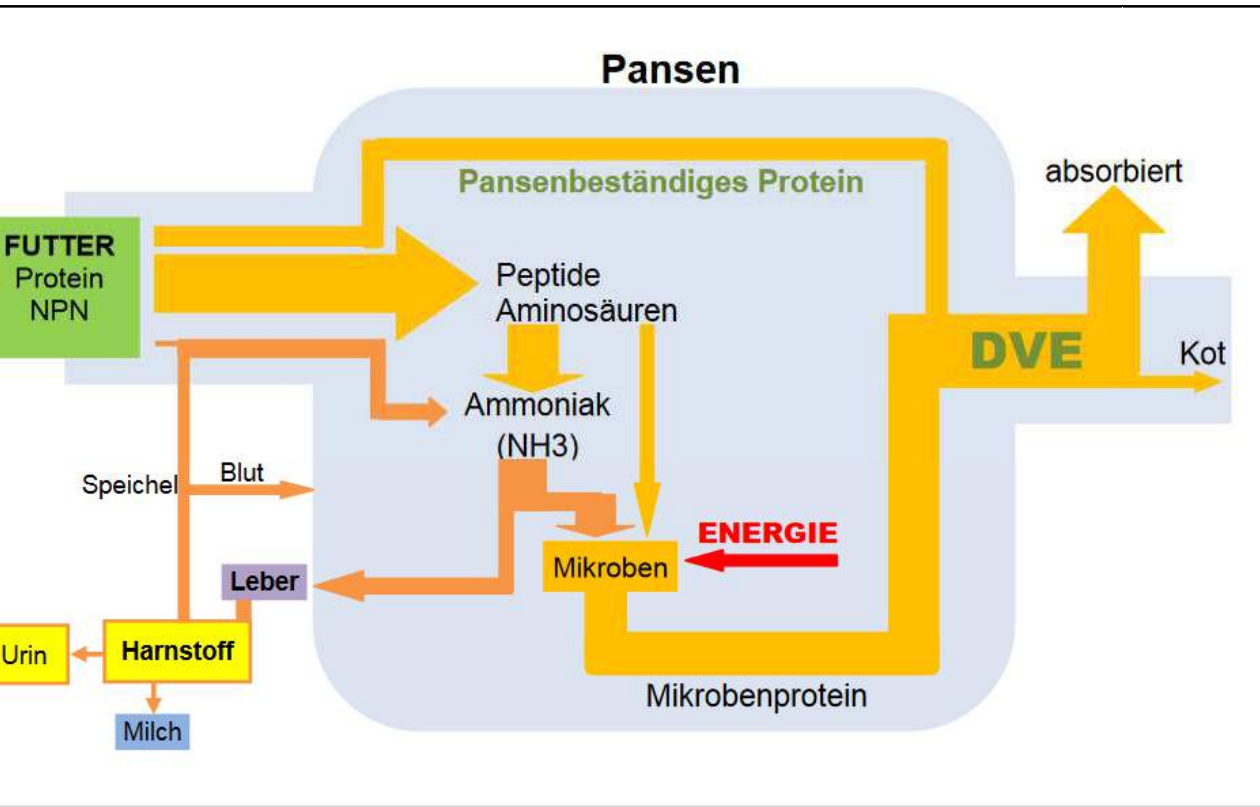 Pansen
Pansenbeständiges Protein
absorbiert
FUTTER
Protein
NPN
Peptide
Aminosäuren
DVE
Kot
Ammoniak
(NH3)
Speichel
Blut
ENERGIE
Mikroben
Leber
Urin
Harnstoff
Mikrobenprotein
Milch